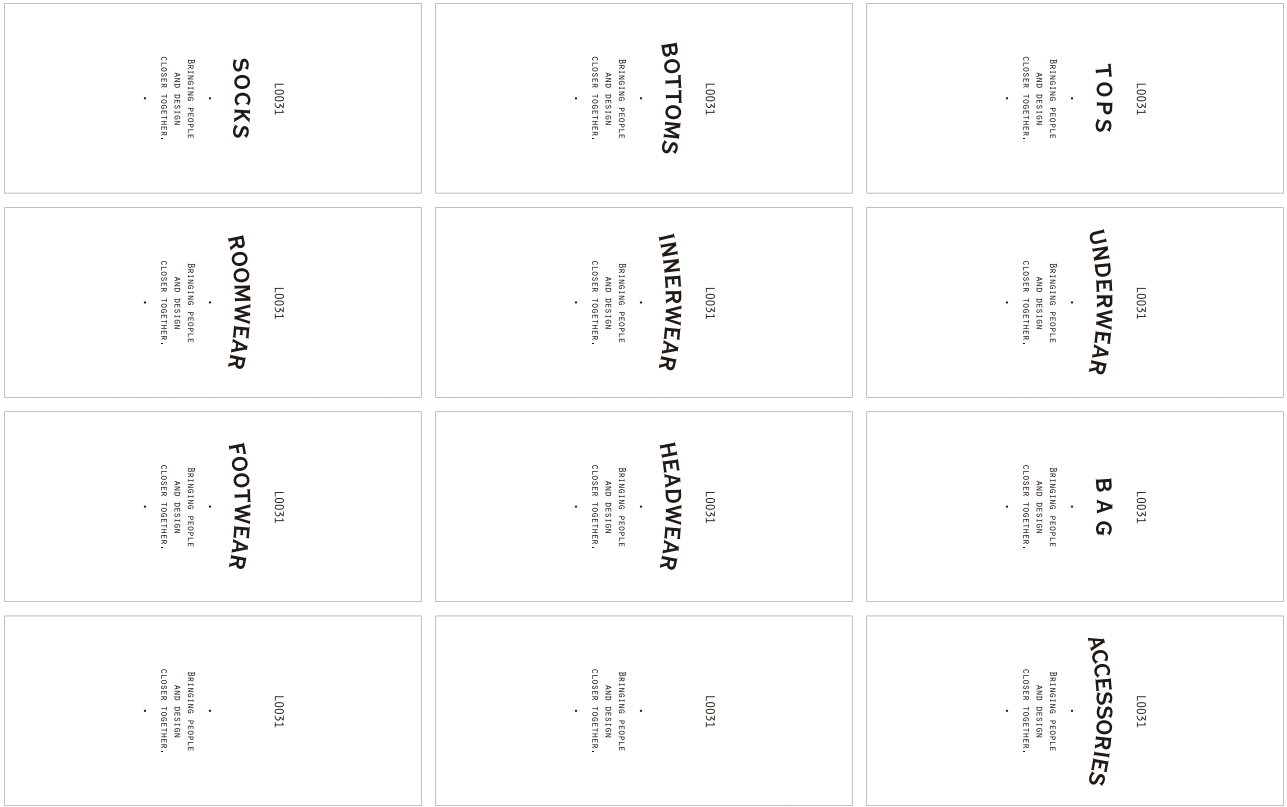 L0031
TOPS
BRINGING PEOPLE
AND DESIGN
CLOSER TOGETHER.
L0031
UNDERWEAR
BRINGING PEOPLE
AND DESIGN
CLOSER TOGETHER.
L0031
BAG
BRINGING PEOPLE
AND DESIGN
CLOSER TOGETHER.
L0031
ACCESSORIES
BRINGING PEOPLE
AND DESIGN
CLOSER TOGETHER.
L0031
BOTTOMS
BRINGING PEOPLE
AND DESIGN
CLOSER TOGETHER.
L0031
INNERWEAR
BRINGING PEOPLE
AND DESIGN
CLOSER TOGETHER.
L0031
HEADWEAR
BRINGING PEOPLE
AND DESIGN
CLOSER TOGETHER.
L0031
BRINGING PEOPLE
AND DESIGN
CLOSER TOGETHER.
L0031
SOCKS
BRINGING PEOPLE
AND DESIGN
CLOSER TOGETHER.
L0031
ROOMWEAR
BRINGING PEOPLE
AND DESIGN
CLOSER TOGETHER.
L0031
FOOTWEAR
BRINGING PEOPLE
AND DESIGN
CLOSER TOGETHER.
L0031
BRINGING PEOPLE
AND DESIGN
CLOSER TOGETHER.